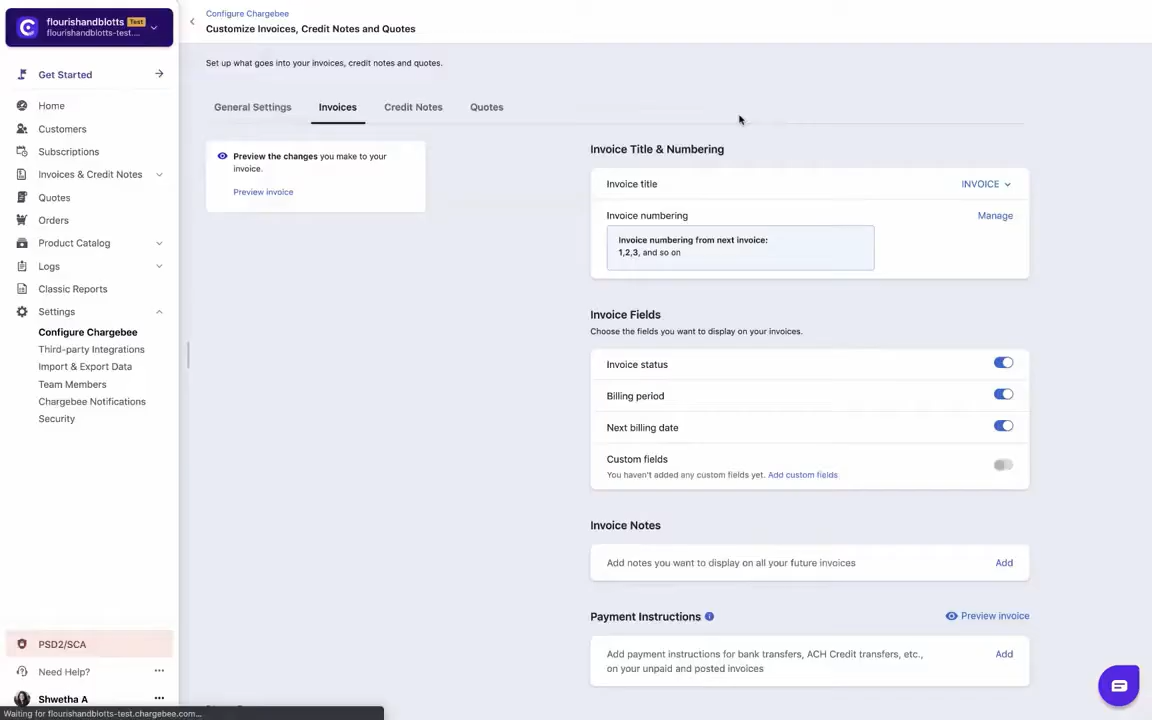 flourishandblotts Test
flourishandblotts-test....
Get Started
Home
Customers
Subscriptions
Invoices & Credit Notes
Quotes
Orders
Product Catalog
Logs
Classic Reports
Settings
Configure Chargebee
Third-party Integrations
Import & Export Data
Team Members
Chargebee Notifications
Security
PSD2/SCA
Need Help?
Shwetha A
Waiting for flourishandblotts-test.chargebee.com...
Configure Chargebee
Customize Invoices, Credit Notes and Quotes
Set up what goes into your invoices, credit notes and quotes.
General Settings Invoices Credit Notes Quotes
Preview the changes you make to your
invoice.
Preview invoice
Invoice Title & Numbering
Invoice title INVOICE
Invoice numbering Manage
Invoice numbering from next invoice:
1,2,3, and so on
Invoice Fields
Choose the fields you want to display on your invoices.
Invoice status
Billing period
Next billing date
Custom fields
You haven't added any custom fields yet. Add custom fields
Invoice Notes
Add notes you want to display on all your future invoices Add
Payment Instructions Preview invoice
Add payment instructions for bank transfers, ACH Credit transfers, etc., Add
on your unpaid and posted invoices